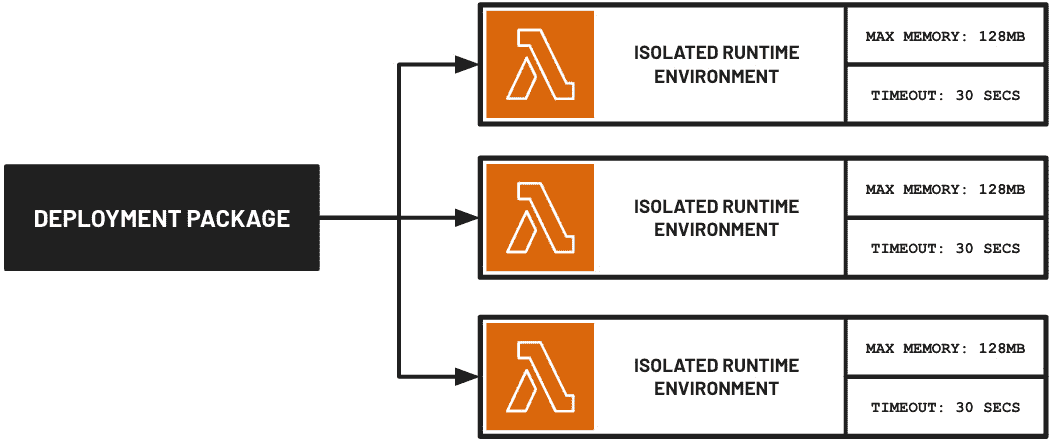 DEPLOYMENT PACKAGE
ISOLATED RUNTIME
ENVIRONMENT
MAX MEMORY: 128MB
TIMEOUT: 30 SECS
ISOLATED RUNTIME
ENVIRONMENT
MAX MEMORY: 128MB
TIMEOUT: 30 SECS
ISOLATED RUNTIME
ENVIRONMENT
MAX MEMORY: 128MB
TIMEOUT: 30 SECS